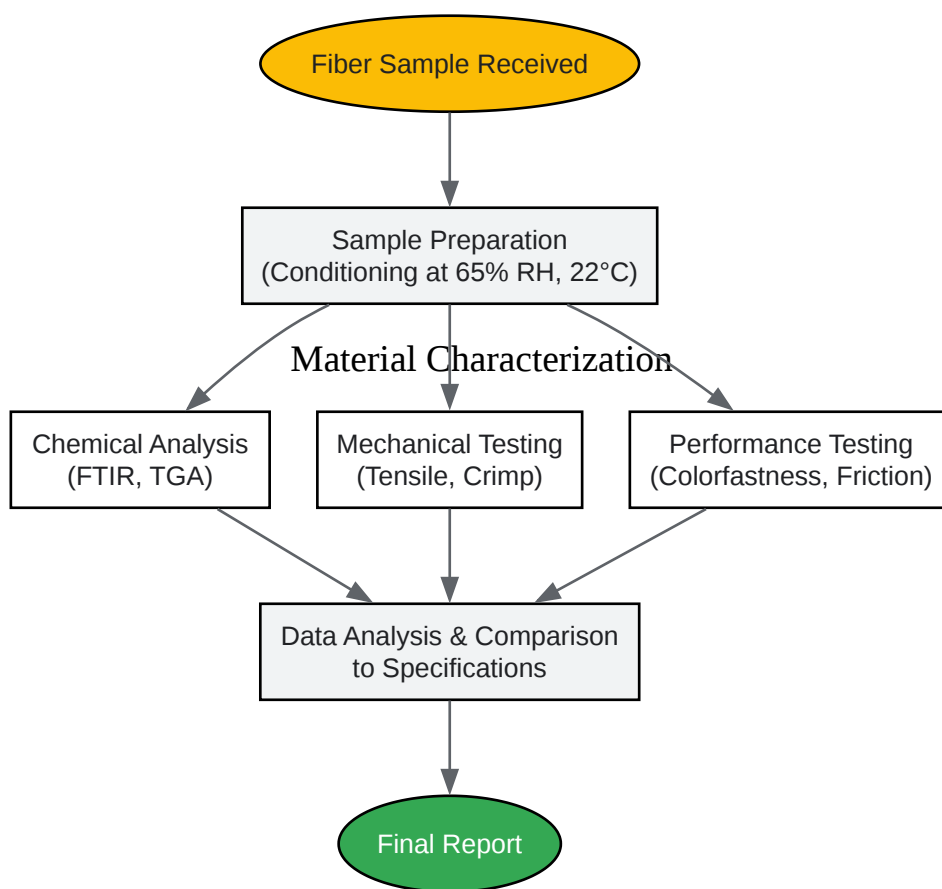 Fiber Sample Received
Sample Preparation
(Conditioning at 65% RH, 22°C)
Material Characterization
Chemical Analysis
(FTIR, TGA)
Mechanical Testing
(Tensile, Crimp)
Performance Testing
(Colorfastness, Friction)
Data Analysis & Comparison
to Specifications
Final Report